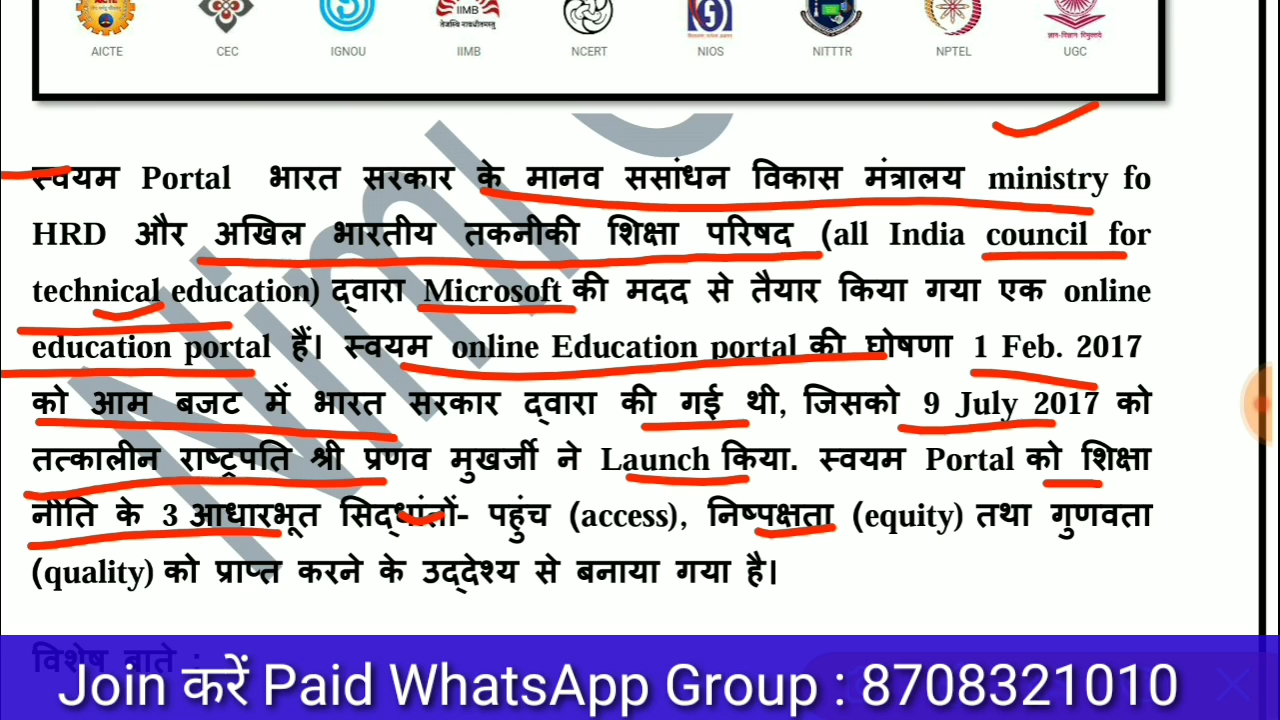 AICTE CEC IGNOU IIMB NCERT NIOS NITTTR NPTEL UGC
स्वयम Portal भारत सरकार के मानव ससांधन विकास मंत्रालय ministry fo
HRD और अखिल भारतीय तकनीकी शिक्षा परिषद (all India council for
technical education) द्वारा Microsoft की मदद से तैयार किया गया एक online
education portal हैं। स्वयम online Education portal की घोषणा 1 Feb. 2017
को आम बजट में भारत सरकार द्वारा की गई थी, जिसको 9 July 2017 को
तत्कालीन राष्ट्रपति श्री प्रणव मुखर्जी ने Launch किया. स्वयम Portal को शिक्षा
नीति के 3 आधारभूत सिद्धांतों- पहुंच (access), निष्पक्षता (equity) तथा गुणवता
(quality) को प्राप्त करने के उद्देश्य से बनाया गया है।
विशेष बाते :
Join करें Paid WhatsApp Group : 8708321010